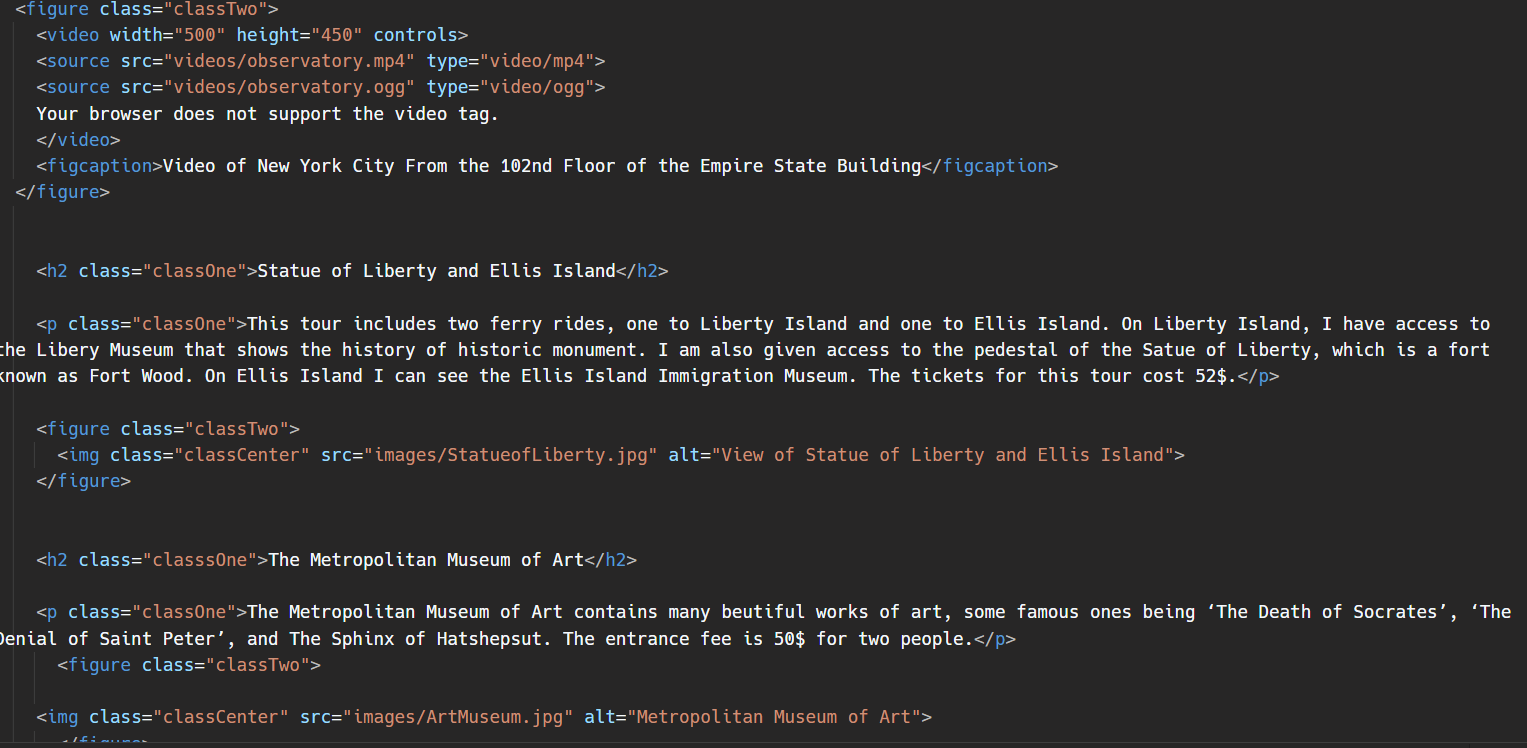 <figure class="classTwo">
<video width="500" height="450" controls>
<source src="videos/observatory.mp4" type="video/mp4">
<source src="videos/observatory.ogg" type="video/ogg">
Your browser does not support the video tag.
</video>
<figcaption>Video of New York City From the 102nd Floor of the Empire State Building</figcaption>
</figure>
<h2 class="classOne">Statue of Liberty and Ellis Island</h2>
<p class="classOne">This tour includes two ferry rides, one to Liberty Island and one to Ellis Island. On Liberty Island, I have access to
the Libery Museum that shows the history of historic monument. I am also given access to the pedestal of the Satue of Liberty, which is a fort
known as Fort Wood. On Ellis Island I can see the Ellis Island Immigration Museum. The tickets for this tour cost 52$.</p>
<figure class="classTwo">
<img class="classCenter" src="images/StatueofLiberty.jpg" alt="View of Statue of Liberty and Ellis Island">
</figure>
<h2 class="classsOne">The Metropolitan Museum of Art</h2>
<p class="classOne">The Metropolitan Museum of Art contains many beutiful works of art, some famous ones being ‘The Death of Socrates’, ‘The
Denial of Saint Peter’, and The Sphinx of Hatshepsut. The entrance fee is 50$ for two people.</p>
<figure class="classTwo">
<img class="classCenter" src="images/ArtMuseum.jpg" alt="Metropolitan Museum of Art">
</figure>